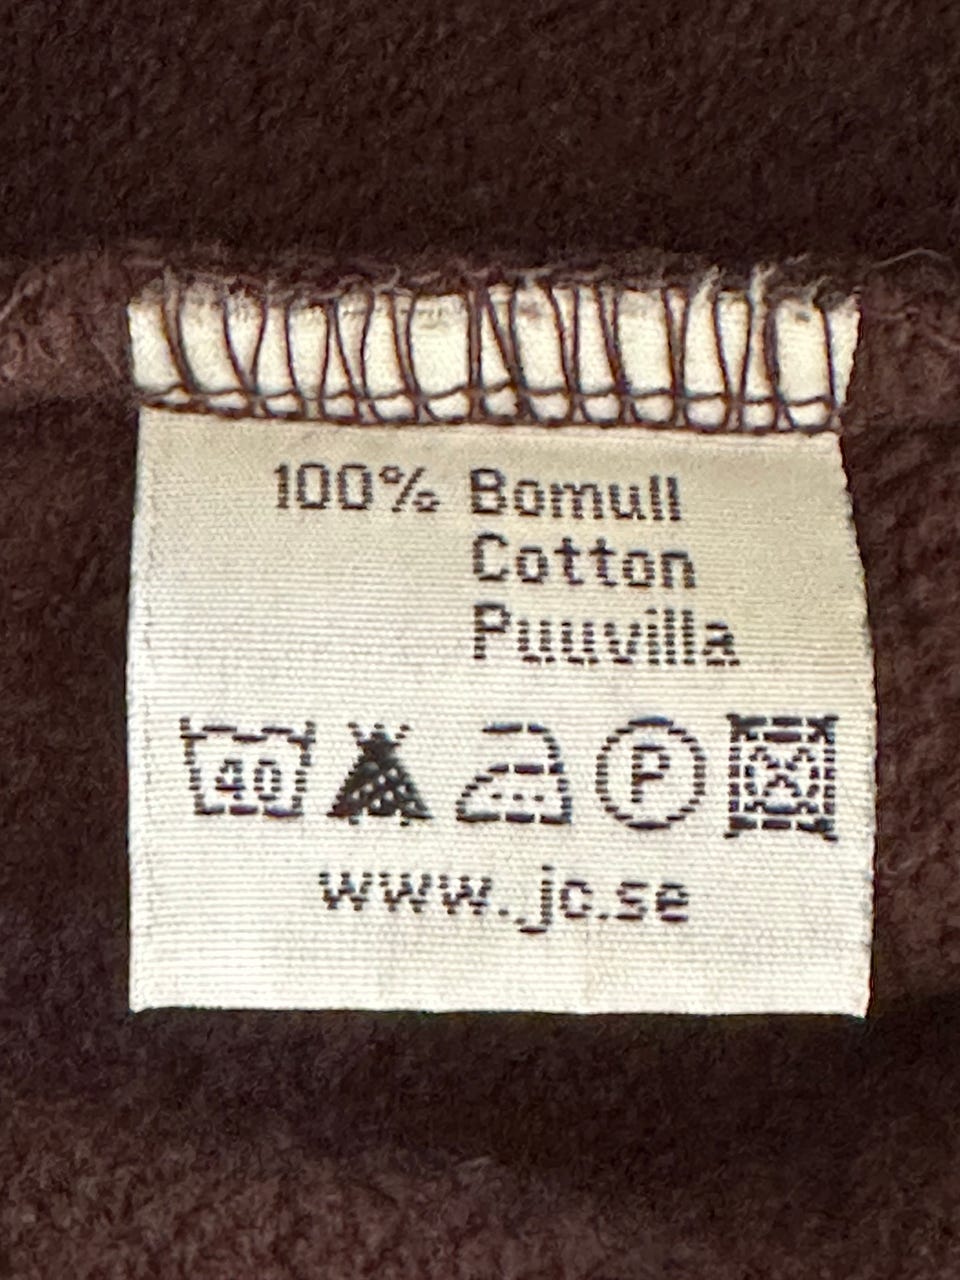 100% Bomull
Cotton
Puuvilla
40 P
www.jc.se